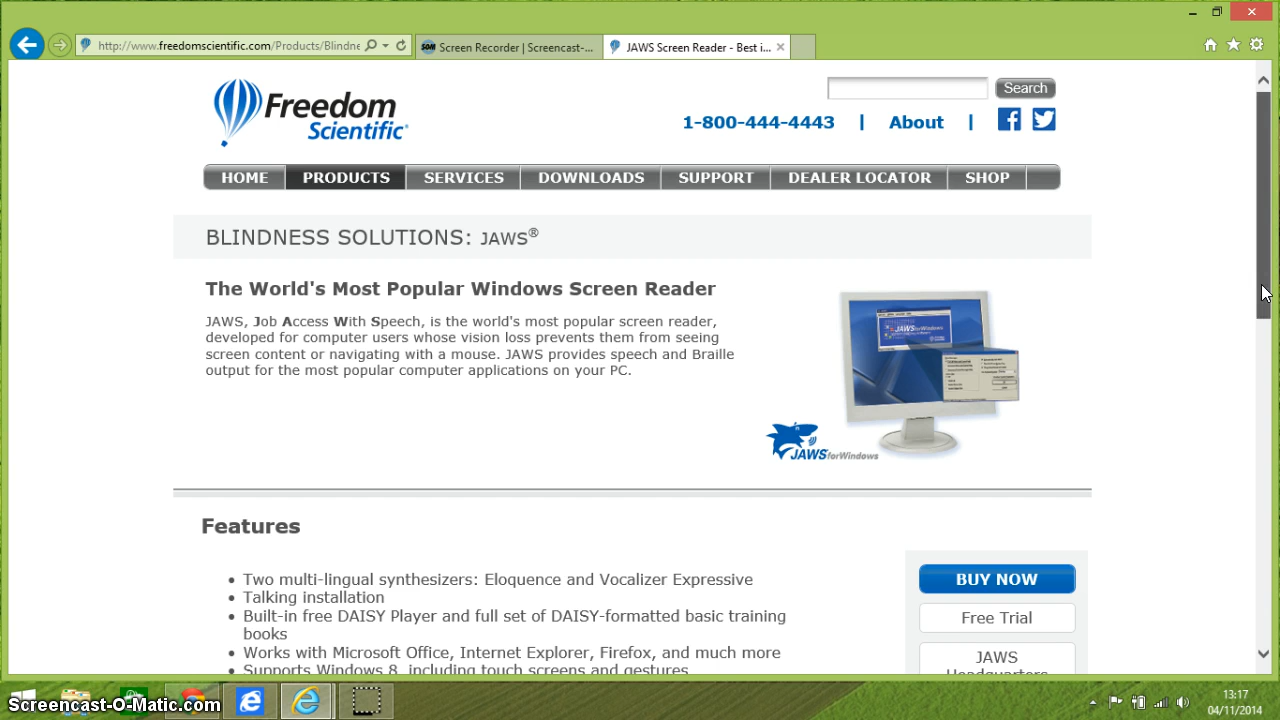 http://www.freedomscientific.com/Products/Blindne
SOM Screen Recorder | Screencast-...
JAWS Screen Reader - Best i...
Freedom
Scientific®
Search
1-800-444-4443 | About |
HOME PRODUCTS SERVICES DOWNLOADS SUPPORT DEALER LOCATOR SHOP
BLINDNESS SOLUTIONS: JAWS®
The World's Most Popular Windows Screen Reader
JAWS, Job Access With Speech, is the world's most popular screen reader,
developed for computer users whose vision loss prevents them from seeing
screen content or navigating with a mouse. JAWS provides speech and Braille
output for the most popular computer applications on your PC.
JAWS for Windows
JAWS for Windows
Features
• Two multi-lingual synthesizers: Eloquence and Vocalizer Expressive
• Talking installation
• Built-in free DAISY Player and full set of DAISY-formatted basic training
books
• Works with Microsoft Office, Internet Explorer, Firefox, and much more
• Supports Windows 8, including touch screens and gestures
BUY NOW
Free Trial
JAWS
Headquarters
Screencast-O-Matic.com
13:17
04/11/2014